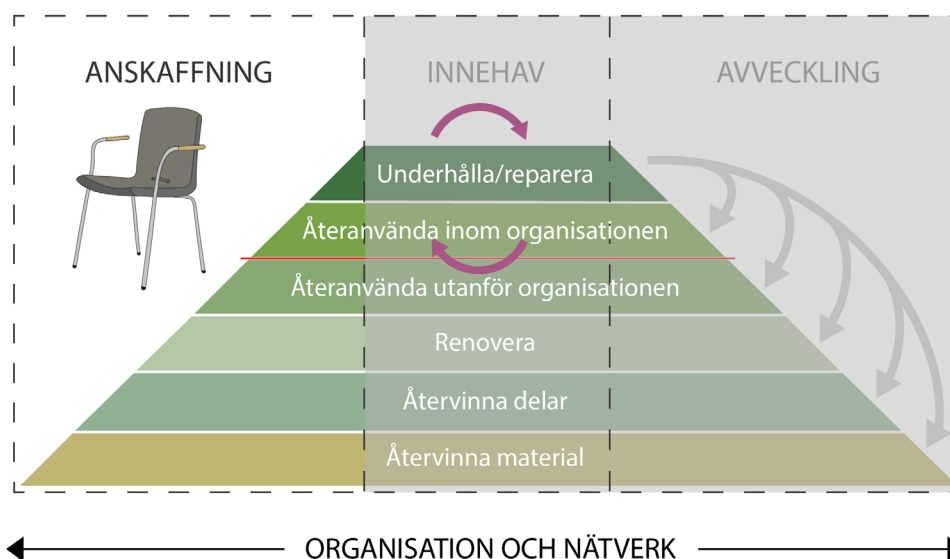 ANSKAFFNING
INNEHAV
AVVECKLING
Underhålla/reparera
Återanvända inom organisationen
Återanvända utanför organisationen
Renovera
Återvinna delar
Återvinna material
ORGANISATION OCH NÄTVERK